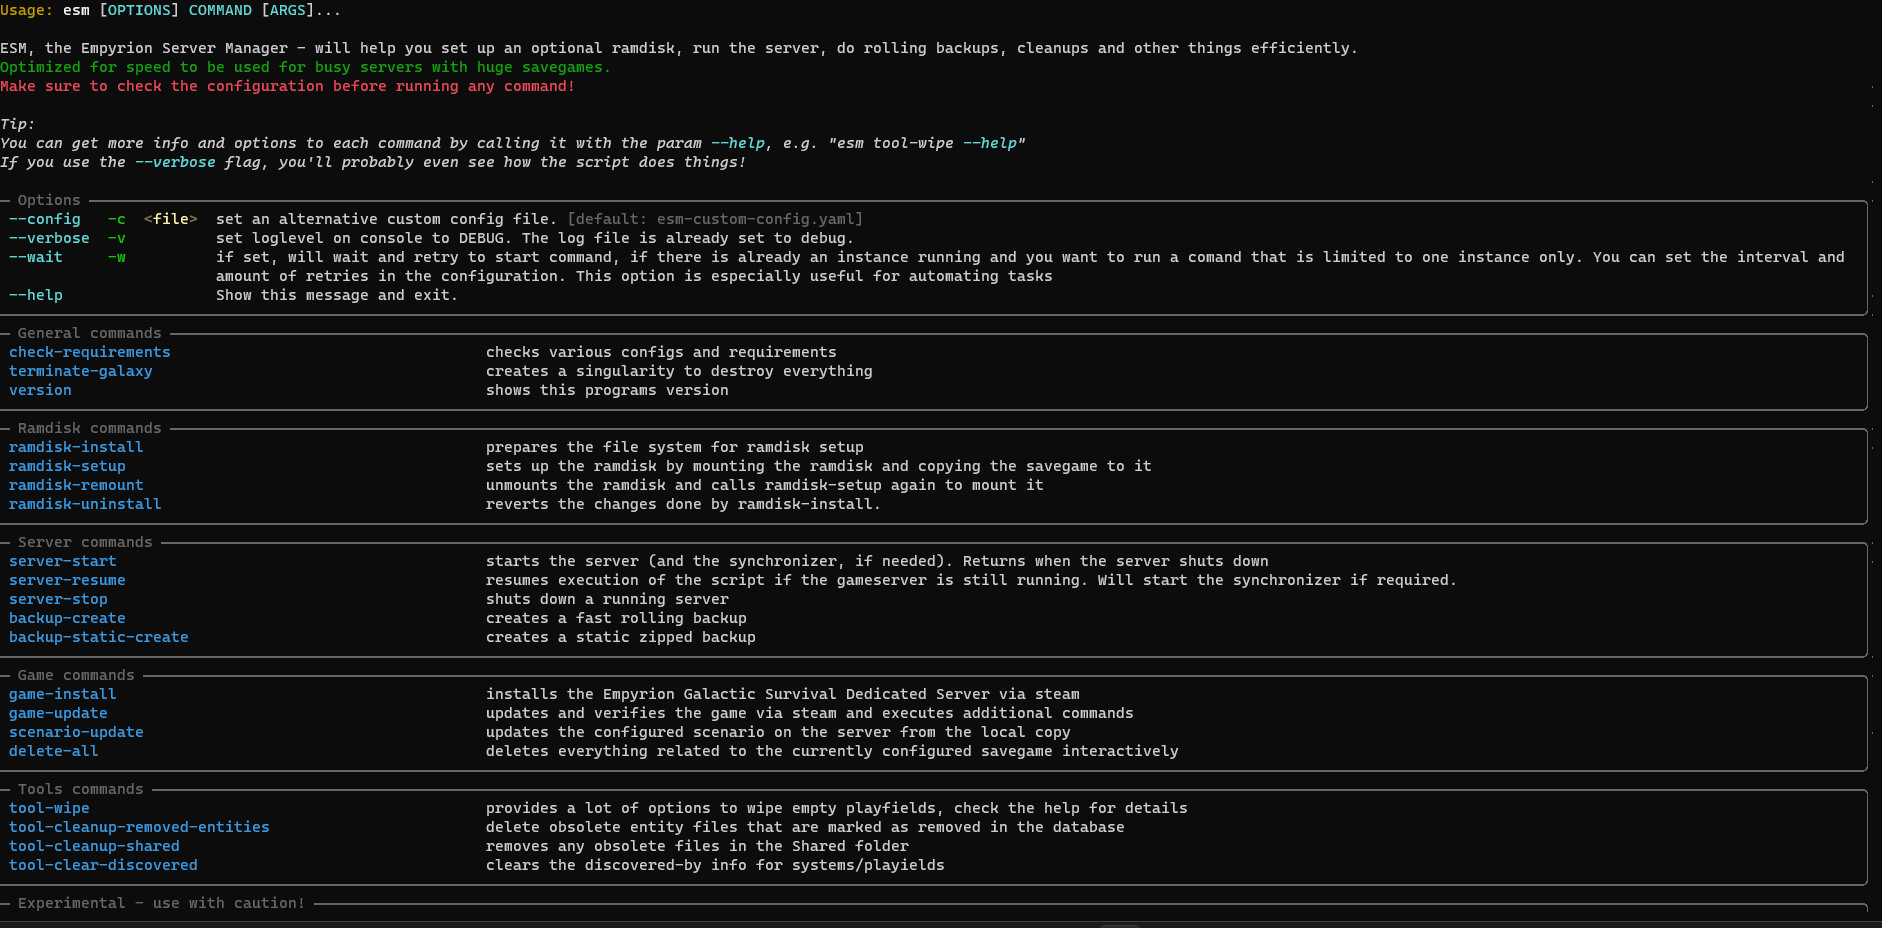 Usage: esm [OPTIONS] COMMAND [ARGS]...
ESM, the Empyrion Server Manager - will help you set up an optional ramdisk, run the server, do rolling backups, cleanups and other things efficiently.
Optimized for speed to be used for busy servers with huge savegames.
Make sure to check the configuration before running any command!
Tip:
You can get more info and options to each command by calling it with the param --help, e.g. "esm tool-wipe --help"
If you use the --verbose flag, you'll probably even see how the script does things!
Options
--config -c <file> set an alternative custom config file. [default: esm-custom-config.yaml]
--verbose -v set loglevel on console to DEBUG. The log file is already set to debug.
--wait -w if set, will wait and retry to start command, if there is already an instance running and you want to run a comand that is limited to one instance only. You can set the interval and
amount of retries in the configuration. This option is especially useful for automating tasks
--help Show this message and exit.
General commands
check-requirements checks various configs and requirements
terminate-galaxy creates a singularity to destroy everything
version shows this programs version
Ramdisk commands
ramdisk-install prepares the file system for ramdisk setup
ramdisk-setup sets up the ramdisk by mounting the ramdisk and copying the savegame to it
ramdisk-remount unmounts the ramdisk and calls ramdisk-setup again to mount it
ramdisk-uninstall reverts the changes done by ramdisk-install.
Server commands
server-start starts the server (and the synchronizer, if needed). Returns when the server shuts down
server-resume resumes execution of the script if the gameserver is still running. Will start the synchronizer if required.
server-stop shuts down a running server
backup-create creates a fast rolling backup
backup-static-create creates a static zipped backup
Game commands
game-install installs the Empyrion Galactic Survival Dedicated Server via steam
game-update updates and verifies the game via steam and executes additional commands
scenario-update updates the configured scenario on the server from the local copy
delete-all deletes everything related to the currently configured savegame interactively
Tools commands
tool-wipe provides a lot of options to wipe empty playfields, check the help for details
tool-cleanup-removed-entities delete obsolete entity files that are marked as removed in the database
tool-cleanup-shared removes any obsolete files in the Shared folder
tool-clear-discovered clears the discovered-by info for systems/playields
Experimental - use with caution!